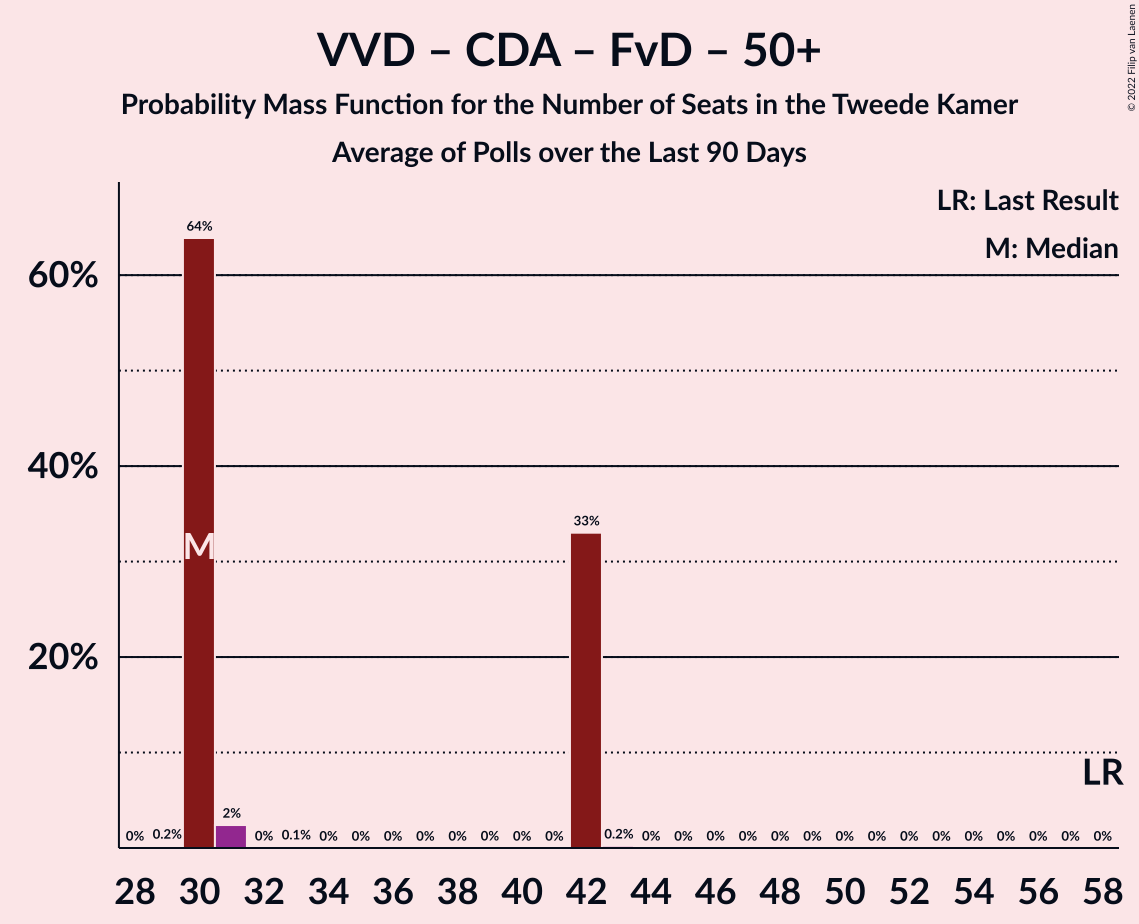 VVD – CDA – FvD – 50+
Probability Mass Function for the Number of Seats in the Tweede Kamer
Average of Polls over the Last 90 Days
© 2022 Filip van Laenen
LR: Last Result
M: Median
64%
60%
33%
40%
M
20%
LR
0% 0.2% 2% 0% 0.1% 0% 0% 0% 0% 0% 0% 0% 0% 0.2% 0% 0% 0% 0% 0% 0% 0% 0% 0% 0% 0% 0% 0% 0% 0%
28 30 32 34 36 38 40 42 44 46 48 50 52 54 56 58